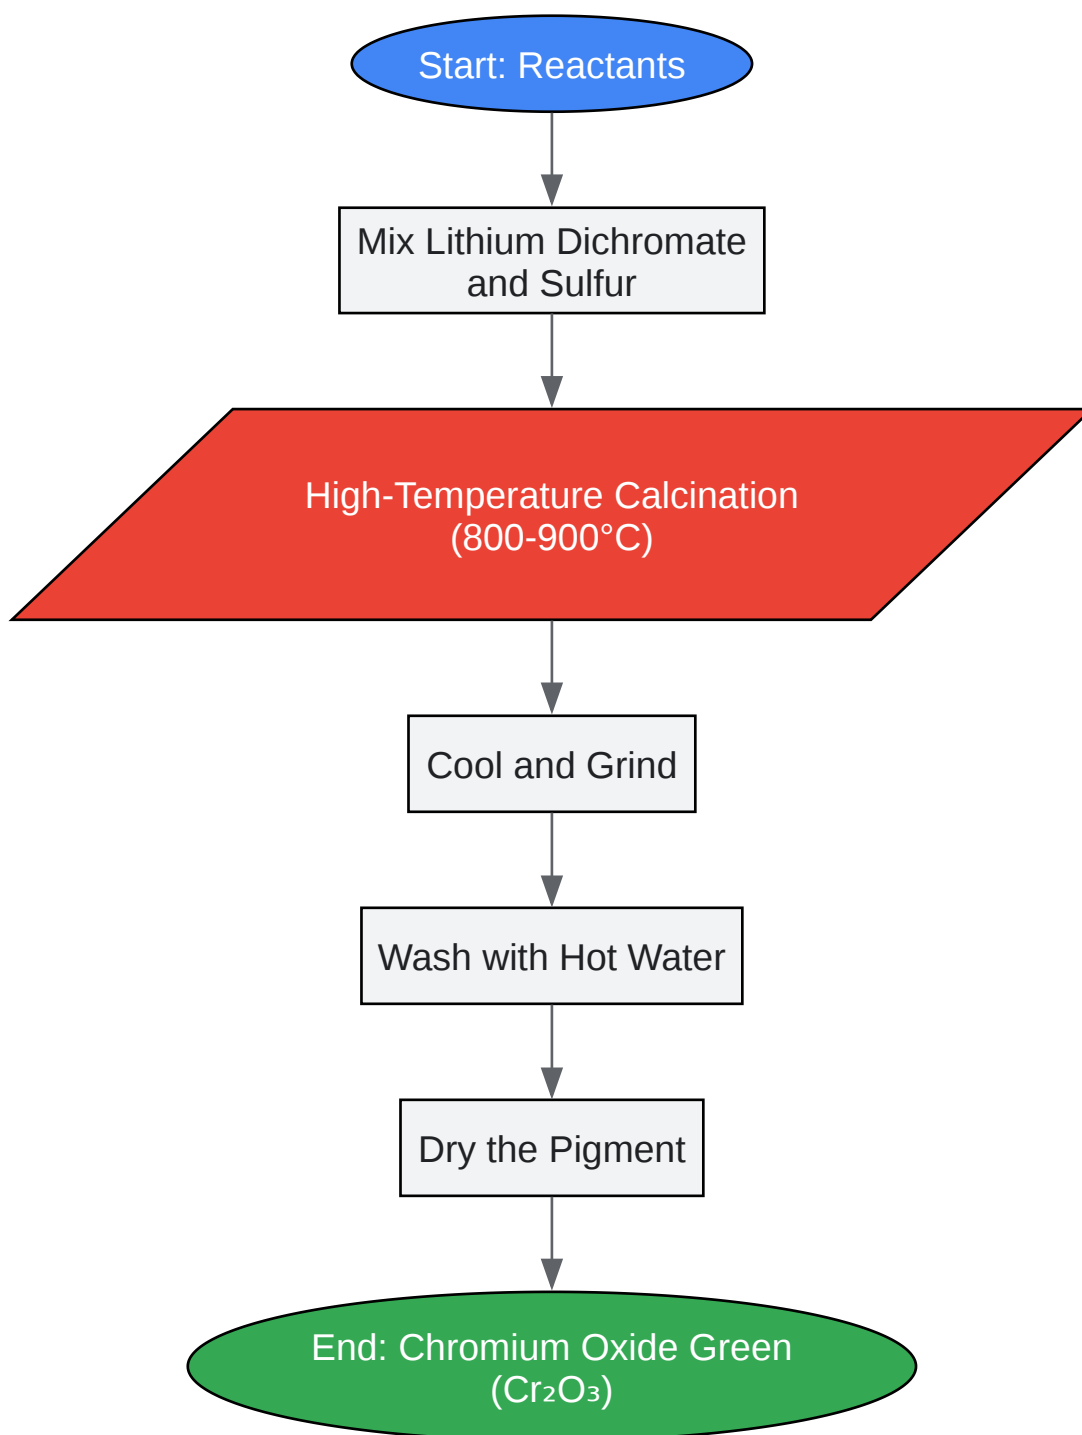 Start: Reactants
Mix Lithium Dichromate
and Sulfur
High-Temperature Calcination
(800-900°C)
Cool and Grind
Wash with Hot Water
Dry the Pigment
End: Chromium Oxide Green
(Cr₂O₃)